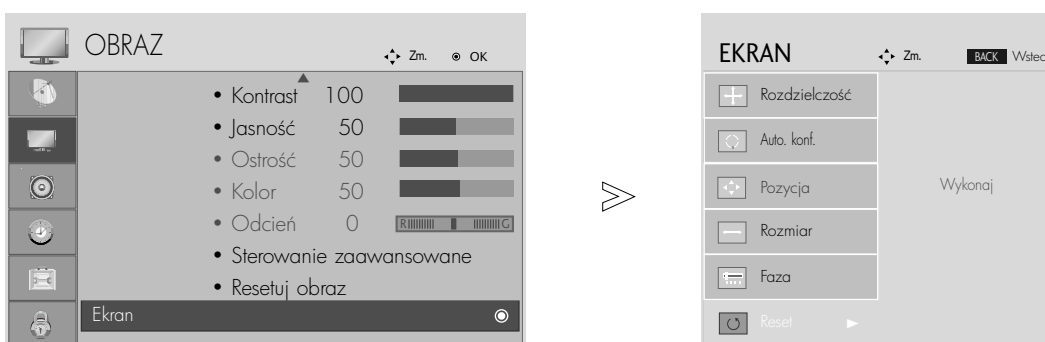 OBRAZ
Zm. OK
• Kontrast 100
• Jasność 50
• Ostrość 50
• Kolor 50
• Odcień 0 R G
• Sterowanie zaawansowane
• Resetuj obraz
Ekran
EKRAN
Zm. BACK Wstec
Rozdzielczość
Auto. konf.
Pozycja
Wykonaj
Rozmiar
Faza
Reset